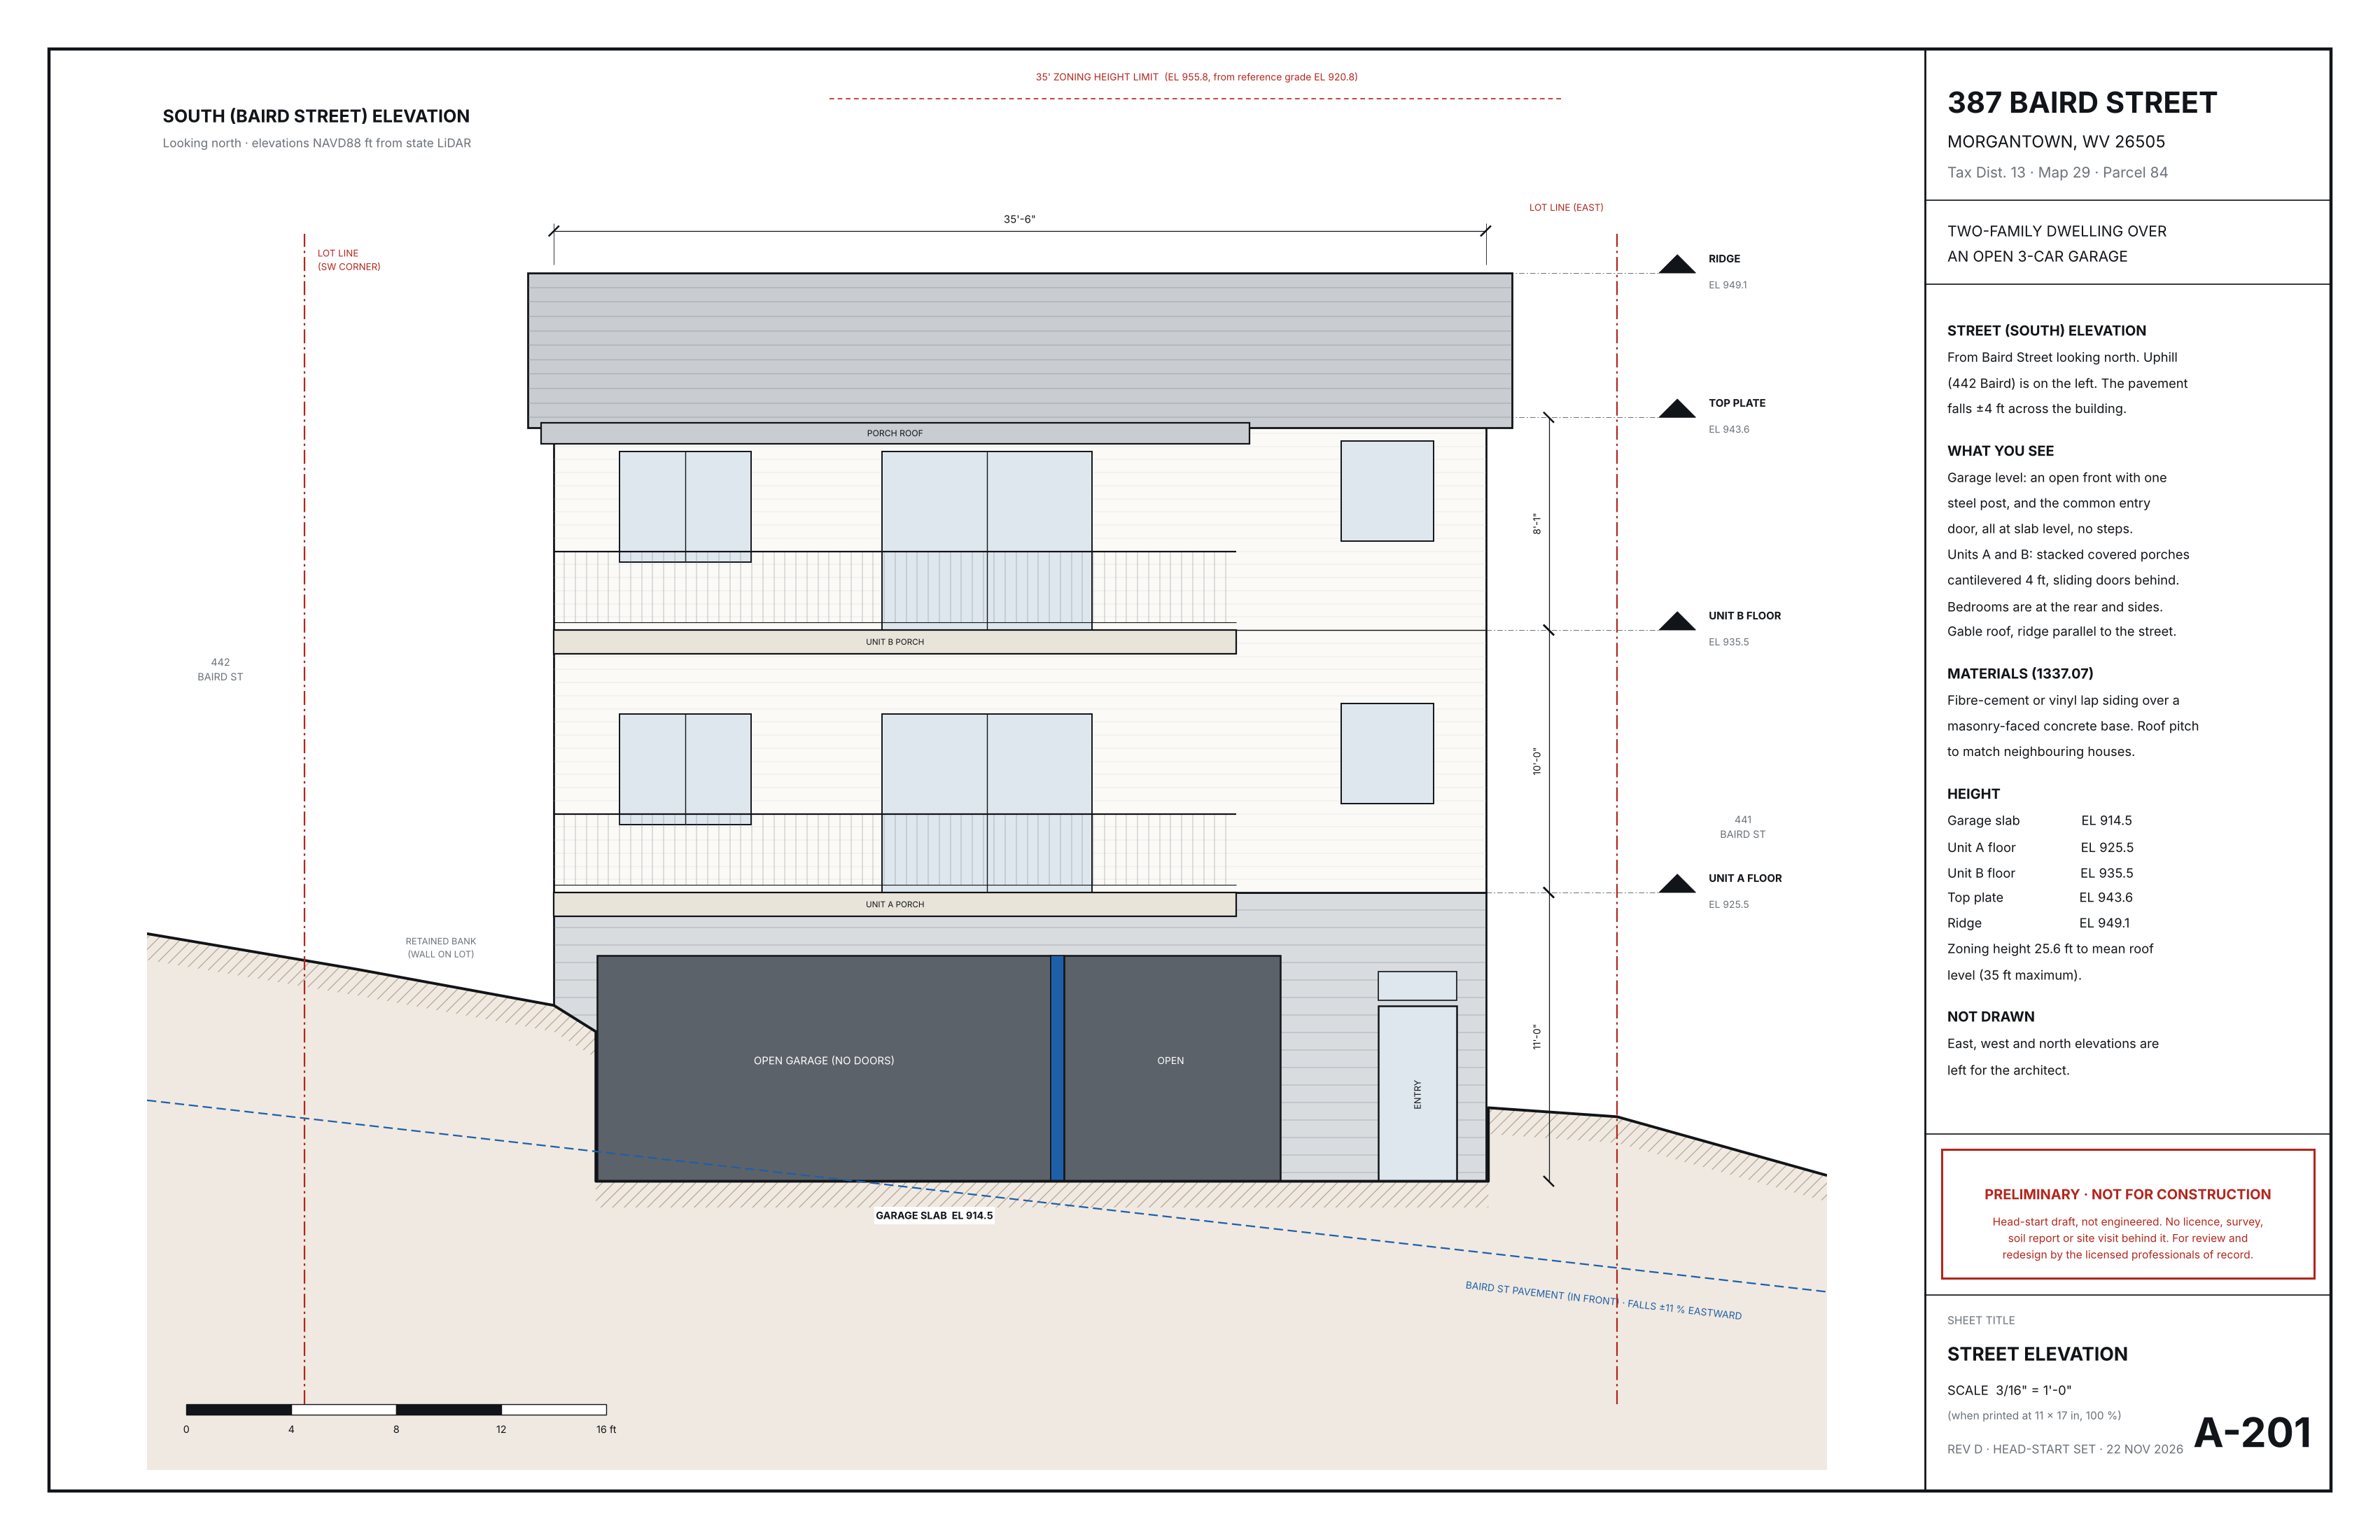 35' ZONING HEIGHT LIMIT (EL 955.8, from reference grade EL 920.8)
SOUTH (BAIRD STREET) ELEVATION
Looking north · elevations NAVD88 ft from state LiDAR
35'-6"
LOT LINE (EAST)
LOT LINE
(SW CORNER)
RIDGE
EL 949.1
TOP PLATE
EL 943.6
PORCH ROOF
8'-1"
UNIT B FLOOR
EL 935.5
UNIT B PORCH
442
BAIRD ST
10'-0"
441
BAIRD ST
UNIT A FLOOR
EL 925.5
UNIT A PORCH
RETAINED BANK
(WALL ON LOT)
OPEN GARAGE (NO DOORS)
OPEN
ENTRY
11'-0"
GARAGE SLAB EL 914.5
BAIRD ST PAVEMENT (IN FRONT) · FALLS ±11 % EASTWARD
0 4 8 12 16 ft
387 BAIRD STREET
MORGANTOWN, WV 26505
Tax Dist. 13 · Map 29 · Parcel 84
TWO-FAMILY DWELLING OVER
AN OPEN 3-CAR GARAGE
STREET (SOUTH) ELEVATION
From Baird Street looking north. Uphill
(442 Baird) is on the left. The pavement
falls ±4 ft across the building.
WHAT YOU SEE
Garage level: an open front with one
steel post, and the common entry
door, all at slab level, no steps.
Units A and B: stacked covered porches
cantilevered 4 ft, sliding doors behind.
Bedrooms are at the rear and sides.
Gable roof, ridge parallel to the street.
MATERIALS (1337.07)
Fibre-cement or vinyl lap siding over a
masonry-faced concrete base. Roof pitch
to match neighbouring houses.
HEIGHT
Garage slab EL 914.5
Unit A floor EL 925.5
Unit B floor EL 935.5
Top plate EL 943.6
Ridge EL 949.1
Zoning height 25.6 ft to mean roof
level (35 ft maximum).
NOT DRAWN
East, west and north elevations are
left for the architect.
PRELIMINARY · NOT FOR CONSTRUCTION
Head-start draft, not engineered. No licence, survey,
soil report or site visit behind it. For review and
redesign by the licensed professionals of record.
SHEET TITLE
STREET ELEVATION
SCALE 3/16" = 1'-0"
(when printed at 11 × 17 in, 100 %)
REV D · HEAD-START SET · 22 NOV 2026
A-201